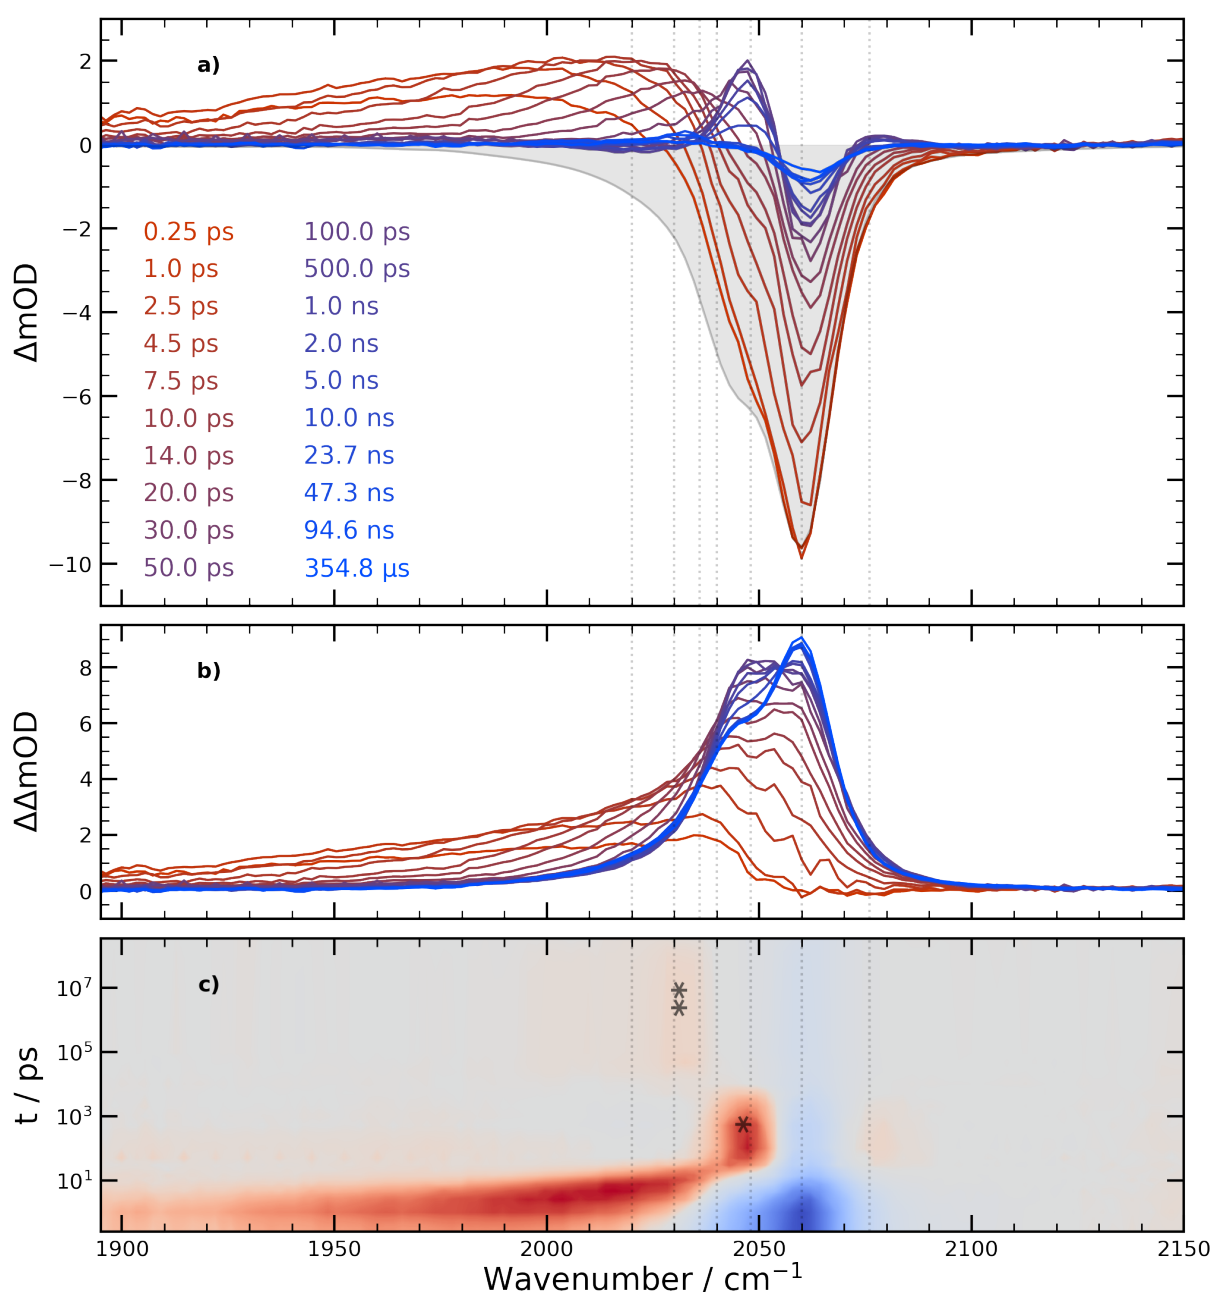 a)
2
0
−2
−4
−6
−8
−10
ΔmOD
0.25 ps 100.0 ps
1.0 ps 500.0 ps
2.5 ps 1.0 ns
4.5 ps 2.0 ns
7.5 ps 5.0 ns
10.0 ps 10.0 ns
14.0 ps 23.7 ns
20.0 ps 47.3 ns
30.0 ps 94.6 ns
50.0 ps 354.8 µs
b)
8
6
4
2
0
ΔΔmOD
c)
10⁷
10⁵
10³
10¹
t / ps
*
*
*
1900 1950 2000 2050 2100 2150
Wavenumber / cm⁻¹